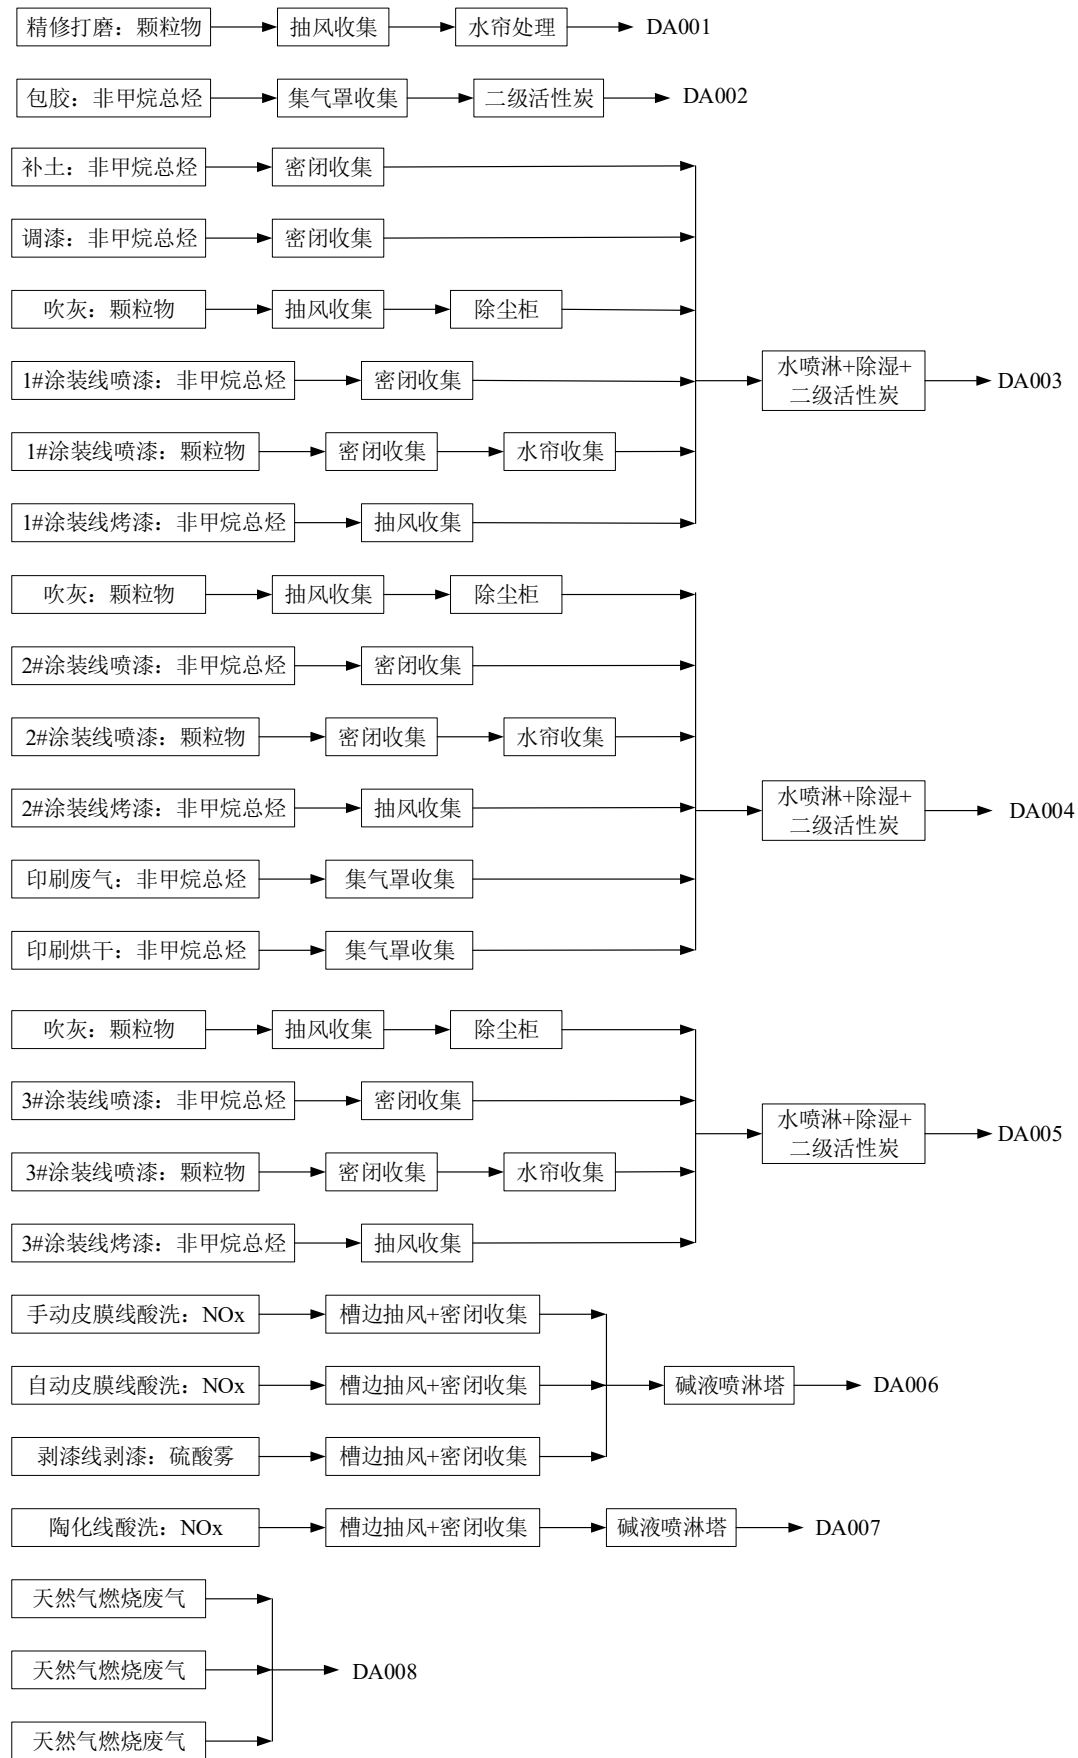 精修打磨：颗粒物 抽风收集 水帘处理 DA001
包胶：非甲烷总烃 集气罩收集 二级活性炭 DA002
补土：非甲烷总烃 密闭收集
调漆：非甲烷总烃 密闭收集
吹灰：颗粒物 抽风收集 除尘柜
1#涂装线喷漆：非甲烷总烃 密闭收集
水喷淋+除湿+
二级活性炭
DA003
1#涂装线喷漆：颗粒物 密闭收集 水帘收集
1#涂装线烤漆：非甲烷总烃 抽风收集
吹灰：颗粒物 抽风收集 除尘柜
2#涂装线喷漆：非甲烷总烃 密闭收集
2#涂装线喷漆：颗粒物 密闭收集 水帘收集
2#涂装线烤漆：非甲烷总烃 抽风收集
水喷淋+除湿+
二级活性炭
DA004
印刷废气：非甲烷总烃 集气罩收集
印刷烘干：非甲烷总烃 集气罩收集
吹灰：颗粒物 抽风收集 除尘柜
3#涂装线喷漆：非甲烷总烃 密闭收集
水喷淋+除湿+
二级活性炭
DA005
3#涂装线喷漆：颗粒物 密闭收集 水帘收集
3#涂装线烤漆：非甲烷总烃 抽风收集
手动皮膜线酸洗：NOx 槽边抽风+密闭收集
自动皮膜线酸洗：NOx 槽边抽风+密闭收集 碱液喷淋塔 DA006
剥漆线剥漆：硫酸雾 槽边抽风+密闭收集
陶化线酸洗：NOx 槽边抽风+密闭收集 碱液喷淋塔 DA007
天然气燃烧废气
天然气燃烧废气 DA008
天然气燃烧废气